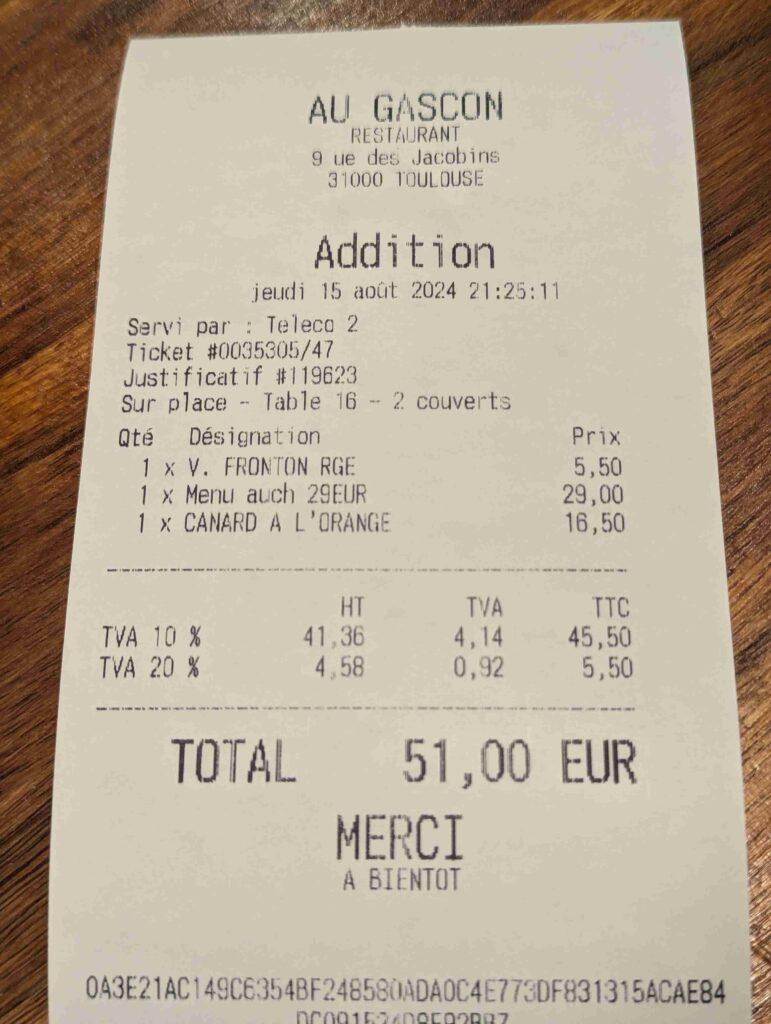 AU GASCON
RESTAURANT
9 ue des Jacobins
31000 TOULOUSE
Addition
jeudi 15 août 2024 21:25:11
Servi par : Teleco 2
Ticket #0035305/47
Justificatif #119623
Sur place - Table 16 - 2 couverts
Qté Désignation Prix
1 x V. FRONTON RGE 5,50
1 x Menu auch 29EUR 29,00
1 x CANARD A L'ORANGE 16,50
HT TVA TTC
TVA 10 % 41,36 4,14 45,50
TVA 20 % 4,58 0,92 5,50
TOTAL 51,00 EUR
MERCI
A BIENTOT
0A3E21AC149C6354BF248580ADA0C4E773DF831315ACAE84